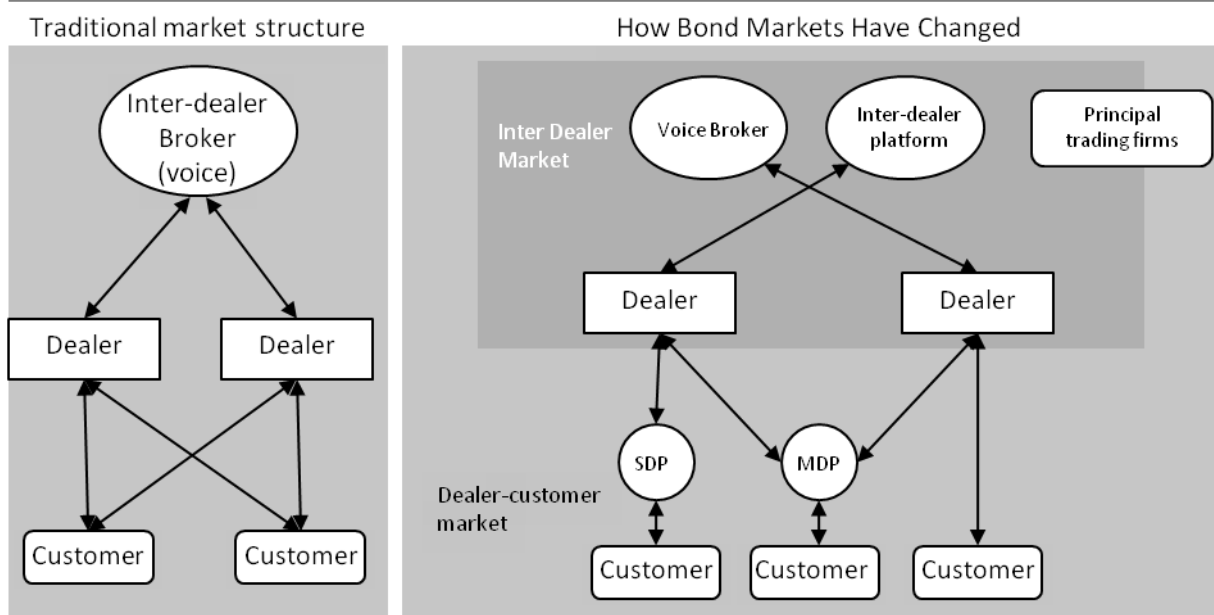 Traditional market structure
Inter-dealer
Broker
(voice)
Dealer
Dealer
Customer
Customer
How Bond Markets Have Changed
Inter Dealer
Market
Voice Broker
Inter-dealer
platform
Principal
trading firms
Dealer
Dealer
SDP
MDP
Dealer-customer
market
Customer
Customer
Customer